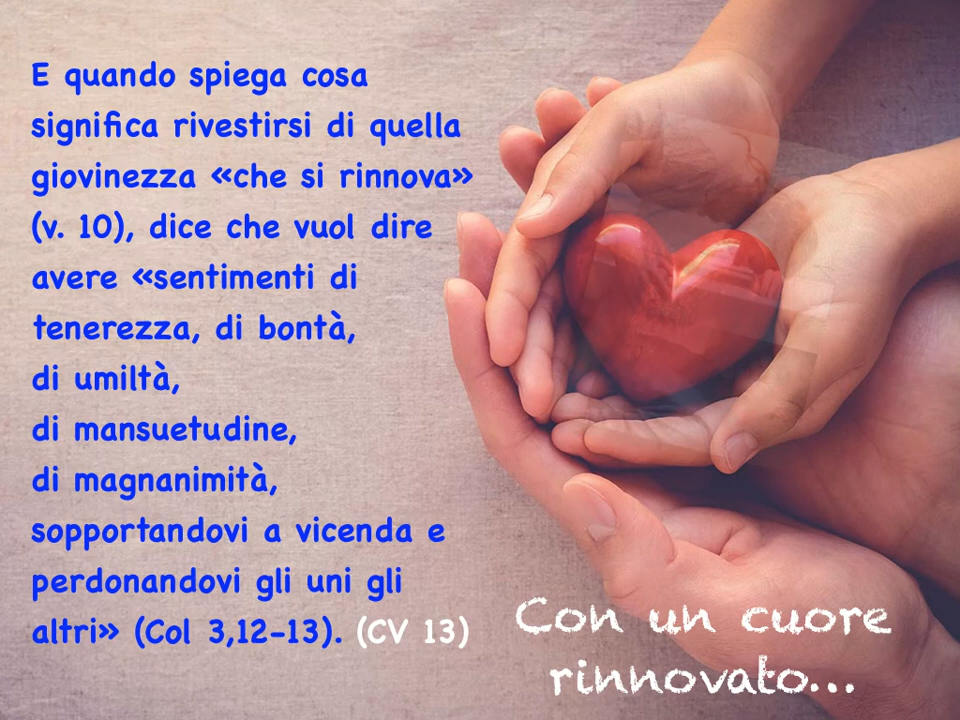 E quando spiega cosa
significa rivestirsi di quella
giovinezza «che si rinnova»
(v. 10), dice che vuol dire
avere «sentimenti di
tenerezza, di bontà,
di umiltà,
di mansuetudine,
di magnanimità,
sopportandovi a vicenda e
perdonandovi gli uni gli
altri» (Col 3,12-13). (CV 13)
Con un cuore
rinnovato...